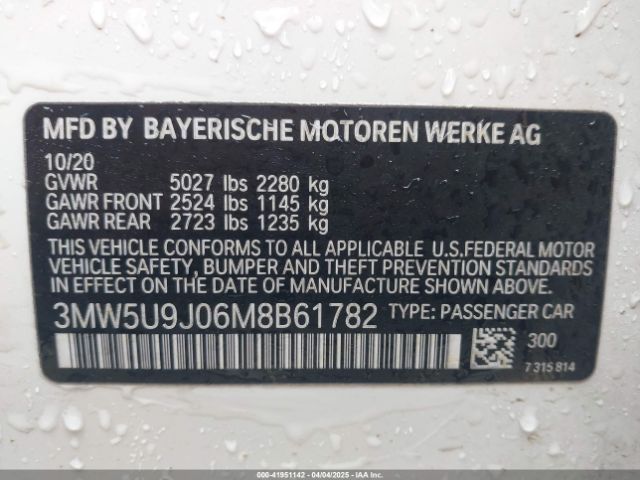 MFD BY BAYERISCHE MOTOREN WERKE AG
10/20
GVWR 5027 lbs 2280 kg
GAWR FRONT 2524 lbs 1145 kg
GAWR REAR 2723 lbs 1235 kg
THIS VEHICLE CONFORMS TO ALL APPLICABLE U.S.FEDERAL MOTOR
VEHICLE SAFETY, BUMPER AND THEFT PREVENTION STANDARDS
IN EFFECT ON THE DATE OF MANUFACTURE SHOWN ABOVE.
3MW5U9J06M8B61782 TYPE: PASSENGER CAR
300
7 315 814
00-41951142 - 04/04/2025 - Copyright IAA, Inc.